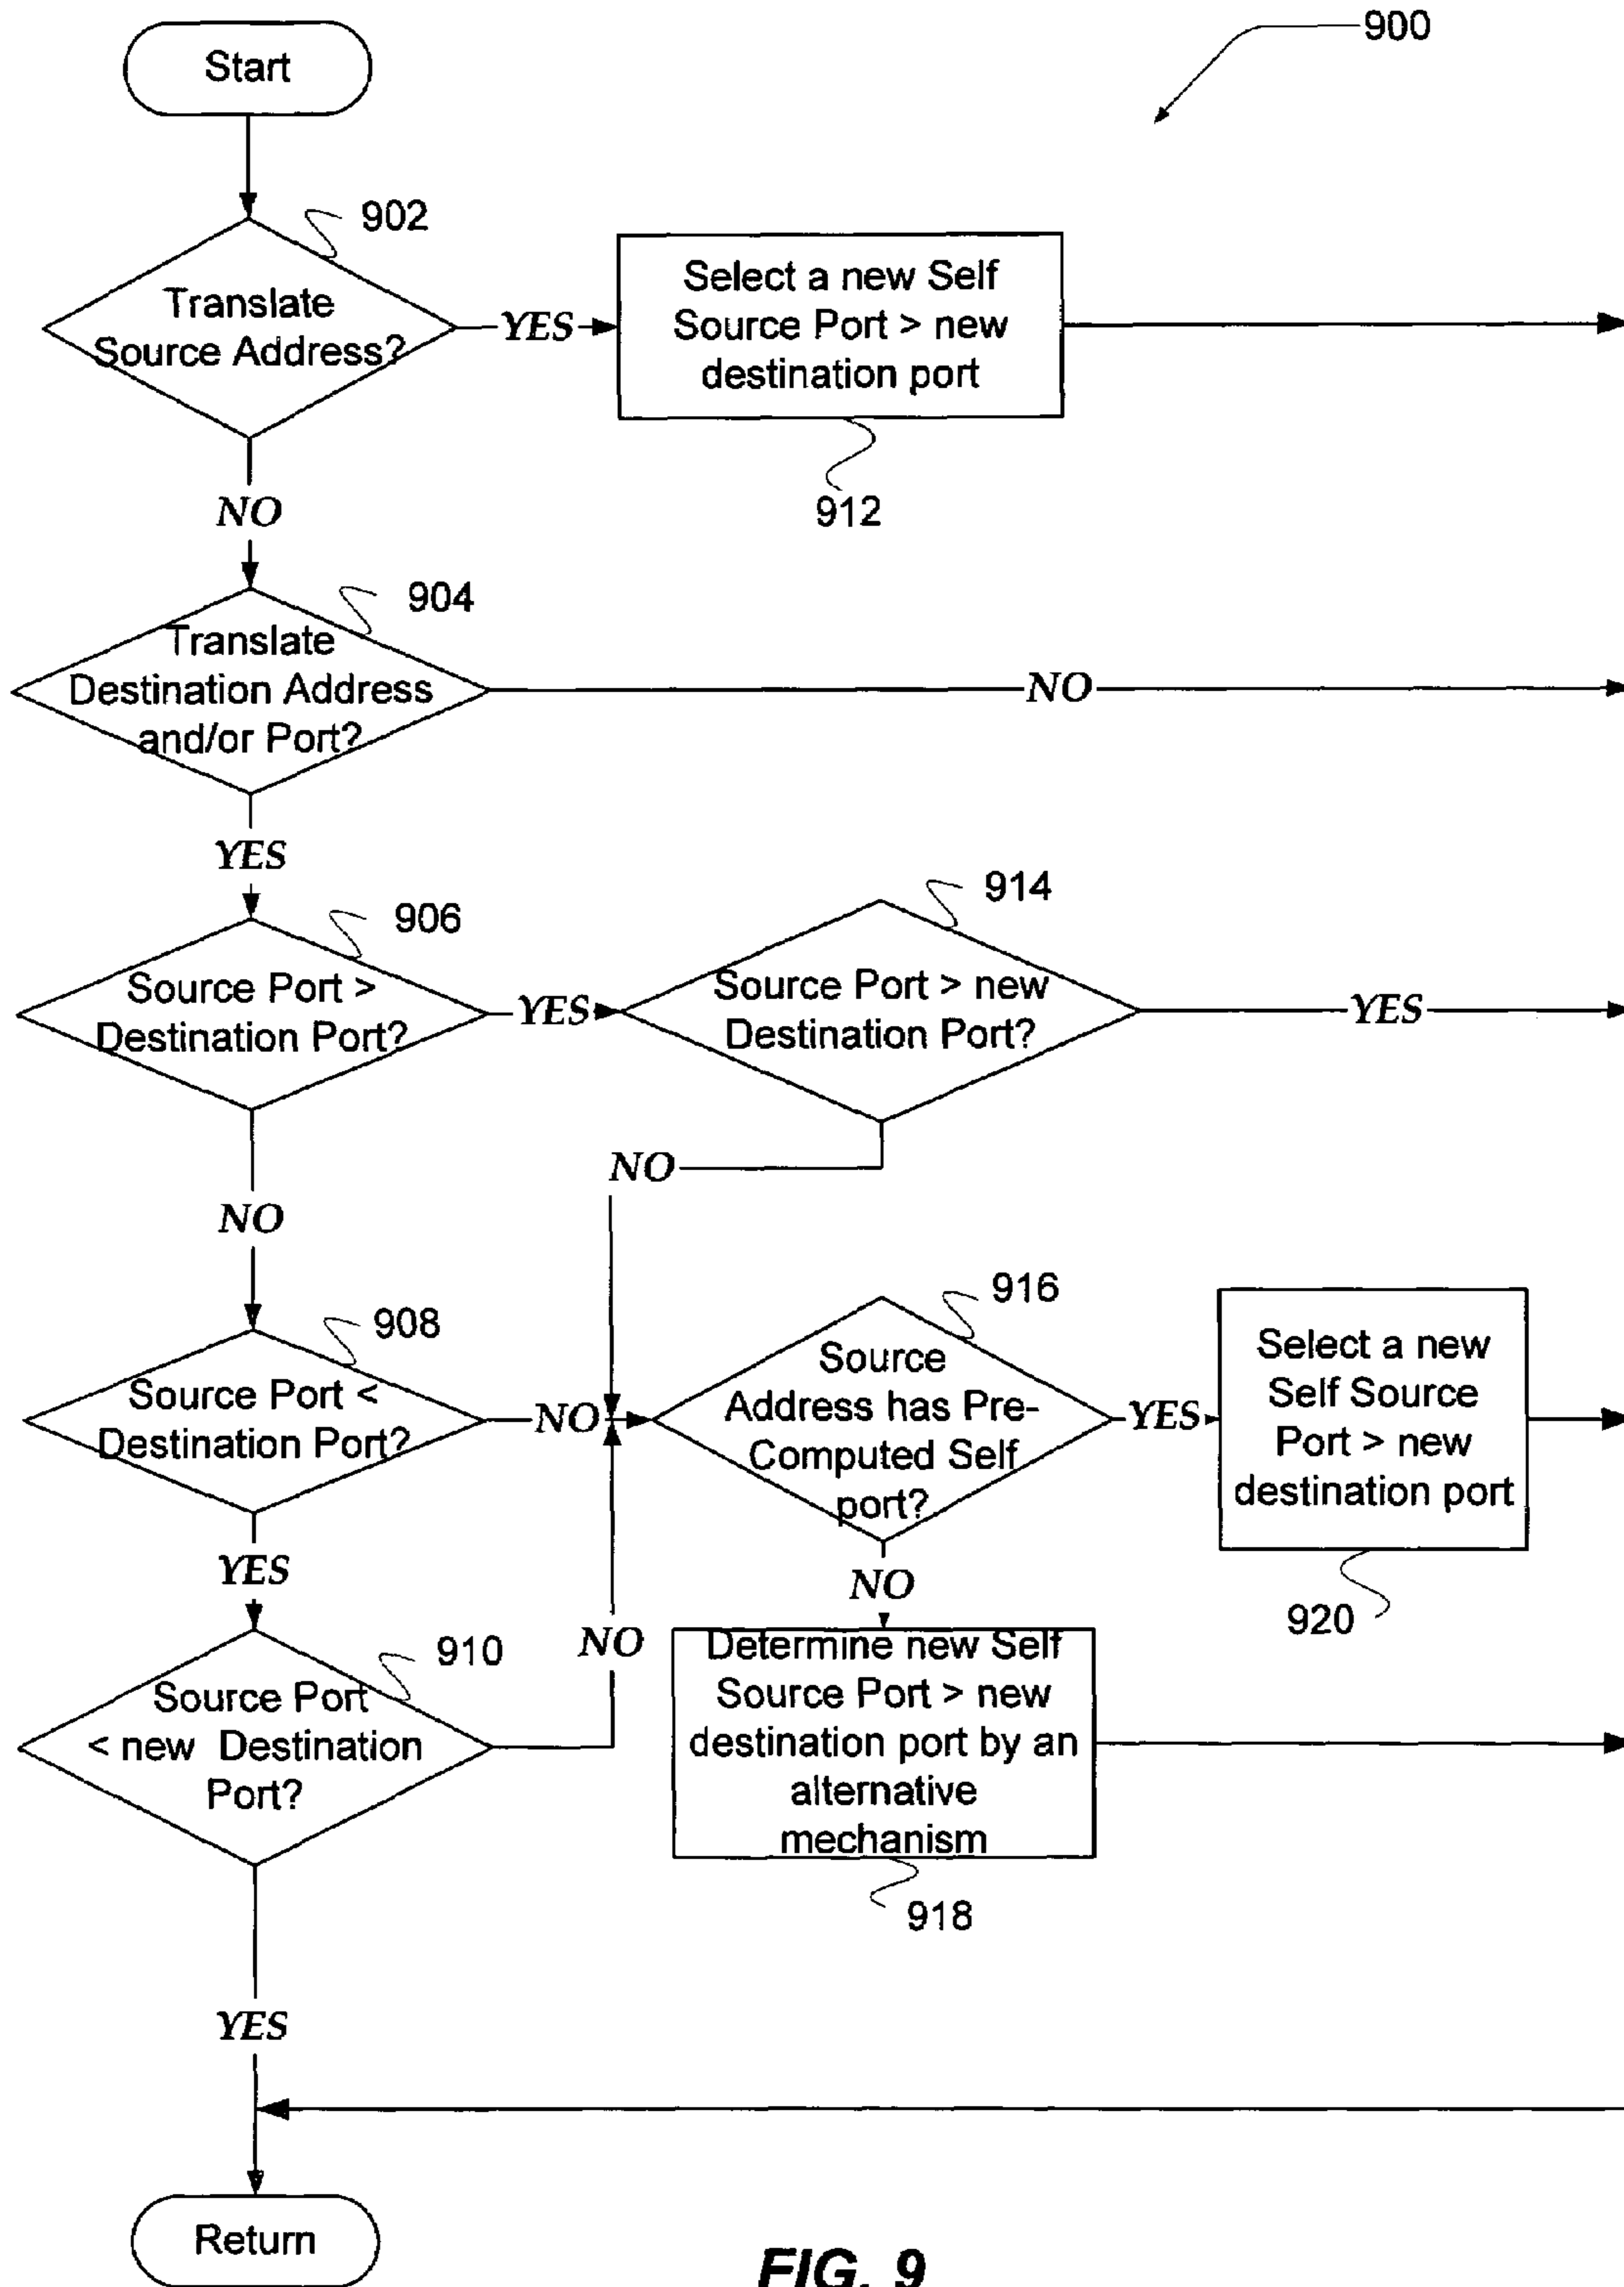 Start
900
902
Translate
Source Address?
YES
Select a new Self
Source Port > new
destination port
912
NO
904
Translate
Destination Address
and/or Port?
NO
YES
906
Source Port >
Destination Port?
YES
914
Source Port > new
Destination Port?
YES
NO
NO
908
Source Port <
Destination Port?
NO
916
Source
Address has Pre-
Computed Self
port?
YES
Select a new
Self Source
Port > new
destination port
920
YES
NO
910
Source Port
< new Destination
Port?
NO
Determine new Self
Source Port > new
destination port by an
alternative
mechanism
918
YES
Return
FIG. 9